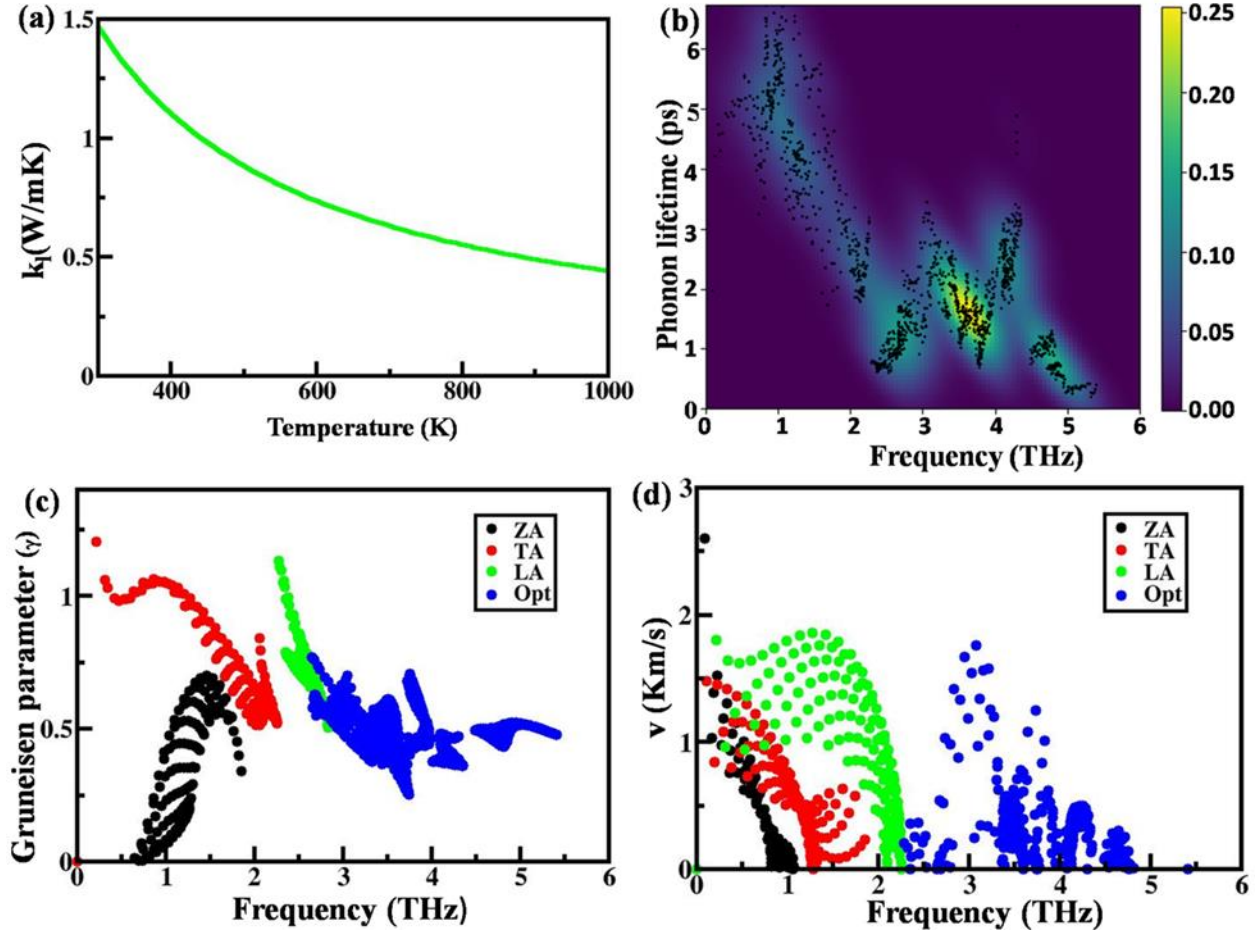 (a)
1.5
1
0.5
0
k_l(W/mK)
400
600
800
1000
Temperature (K)
(b)
6
5
4
3
2
1
0
Phonon lifetime (ps)
0 1 2 3 4 5 6
Frequency (THz)
0.25
0.20
0.15
0.10
0.05
0.00
(c)
1
0.5
0
Gruneisen parameter (γ)
ZA
TA
LA
Opt
0 1 2 3 4 5 6
Frequency (THz)
(d)
3
2
1
0
v (Km/s)
ZA
TA
LA
Opt
0 1 2 3 4 5 6
Frequency (THz)